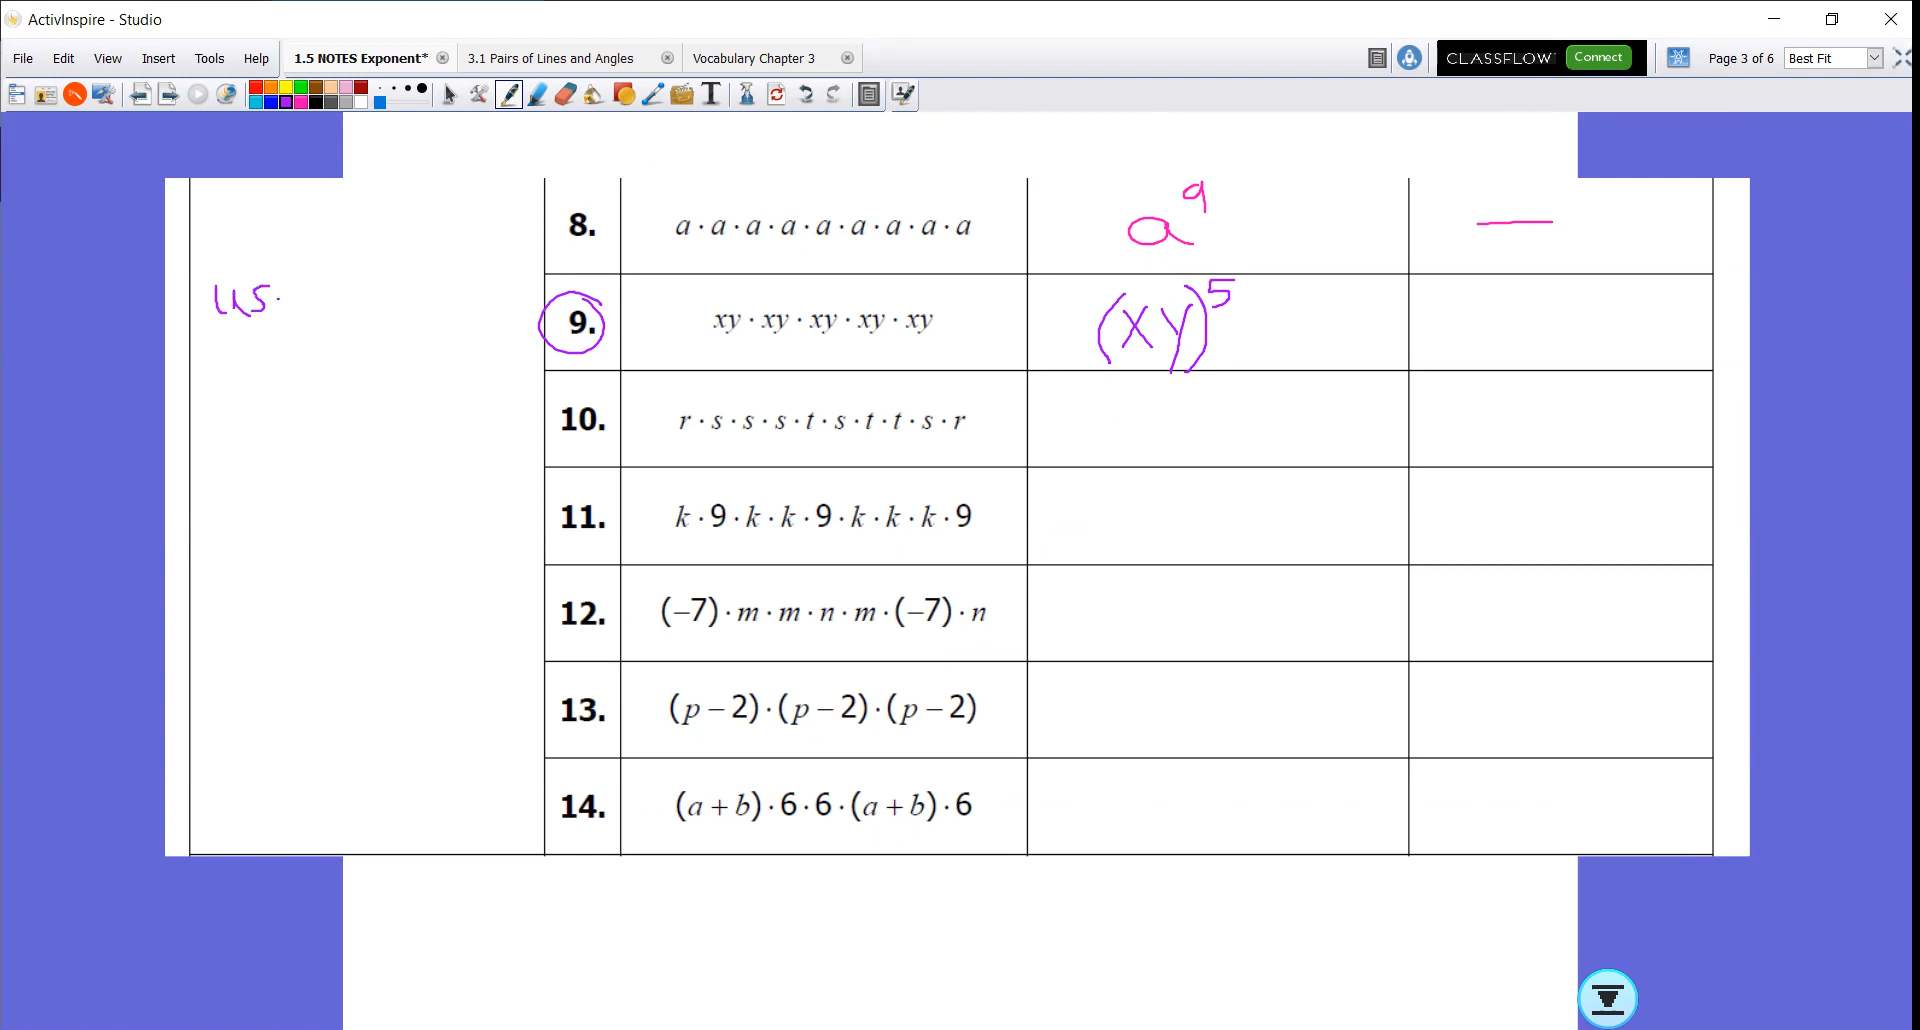 ActivInspire - Studio
File Edit View Insert Tools Help 1.5 NOTES Exponent* 3.1 Pairs of Lines and Angles Vocabulary Chapter 3 CLASSFLOW Connect Page 3 of 6 Best Fit
8. a · a · a · a · a · a · a · a · a a⁹ —
us. 9. xy · xy · xy · xy · xy (xy)⁵
10. r · s · s · s · t · s · t · t · s · r
11. k · 9 · k · k · 9 · k · k · k · 9
12. (−7) · m · m · n · m · (−7) · n
13. (p − 2) · (p − 2) · (p − 2)
14. (a + b) · 6 · 6 · (a + b) · 6